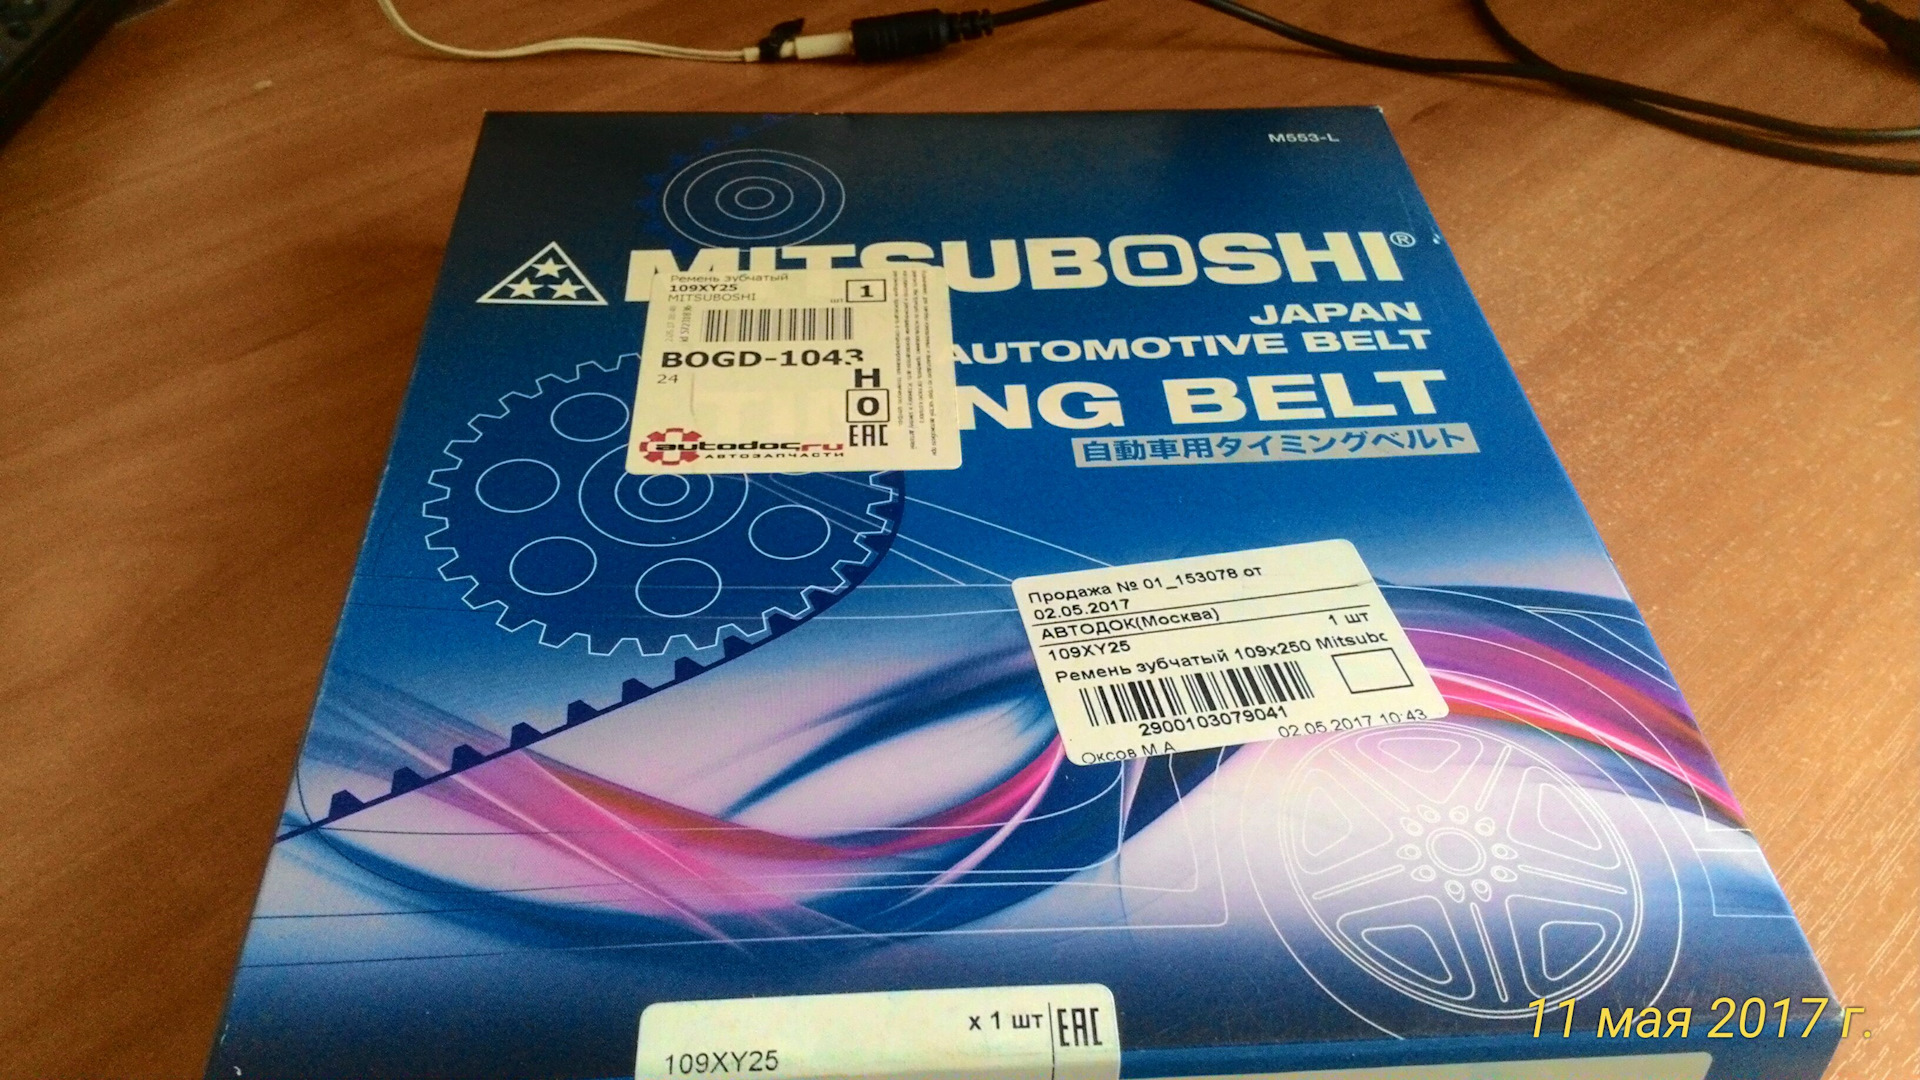 M553-L
MITSUBOSHI®
JAPAN
AUTOMOTIVE BELT
NG BELT
自動車用タイミングベルト
Ремень зубчатый
109XY25
MITSUBOSHI
шт 1
BOGD-1043
24
H
O
EAC
autodoc.ru
АВТОЗАПЧАСТИ
Продажа № 01_153078 от
02.05.2017
АВТОДОК(Москва)
109XY25 1 шт
Ремень зубчатый 109x250 Mitsubo
2900103079041
02.05.2017 10:43
Оксов М.А
x 1 шт EAC
109XY25
11 мая 2017 г.